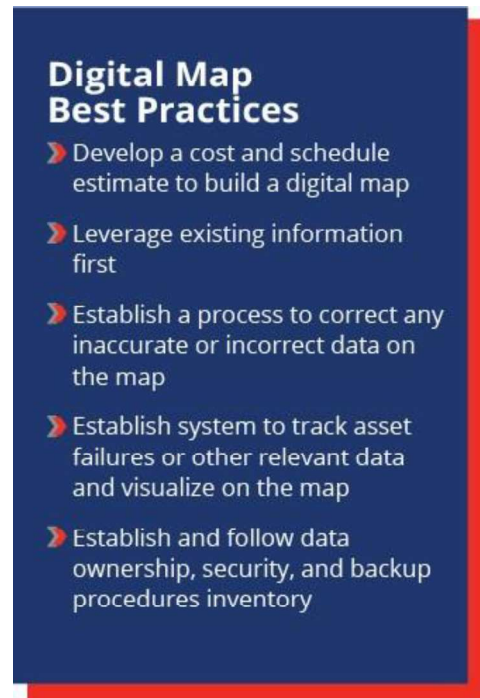 Digital Map
Best Practices
Develop a cost and schedule
estimate to build a digital map
Leverage existing information
first
Establish a process to correct any
inaccurate or incorrect data on
the map
Establish system to track asset
failures or other relevant data
and visualize on the map
Establish and follow data
ownership, security, and backup
procedures inventory